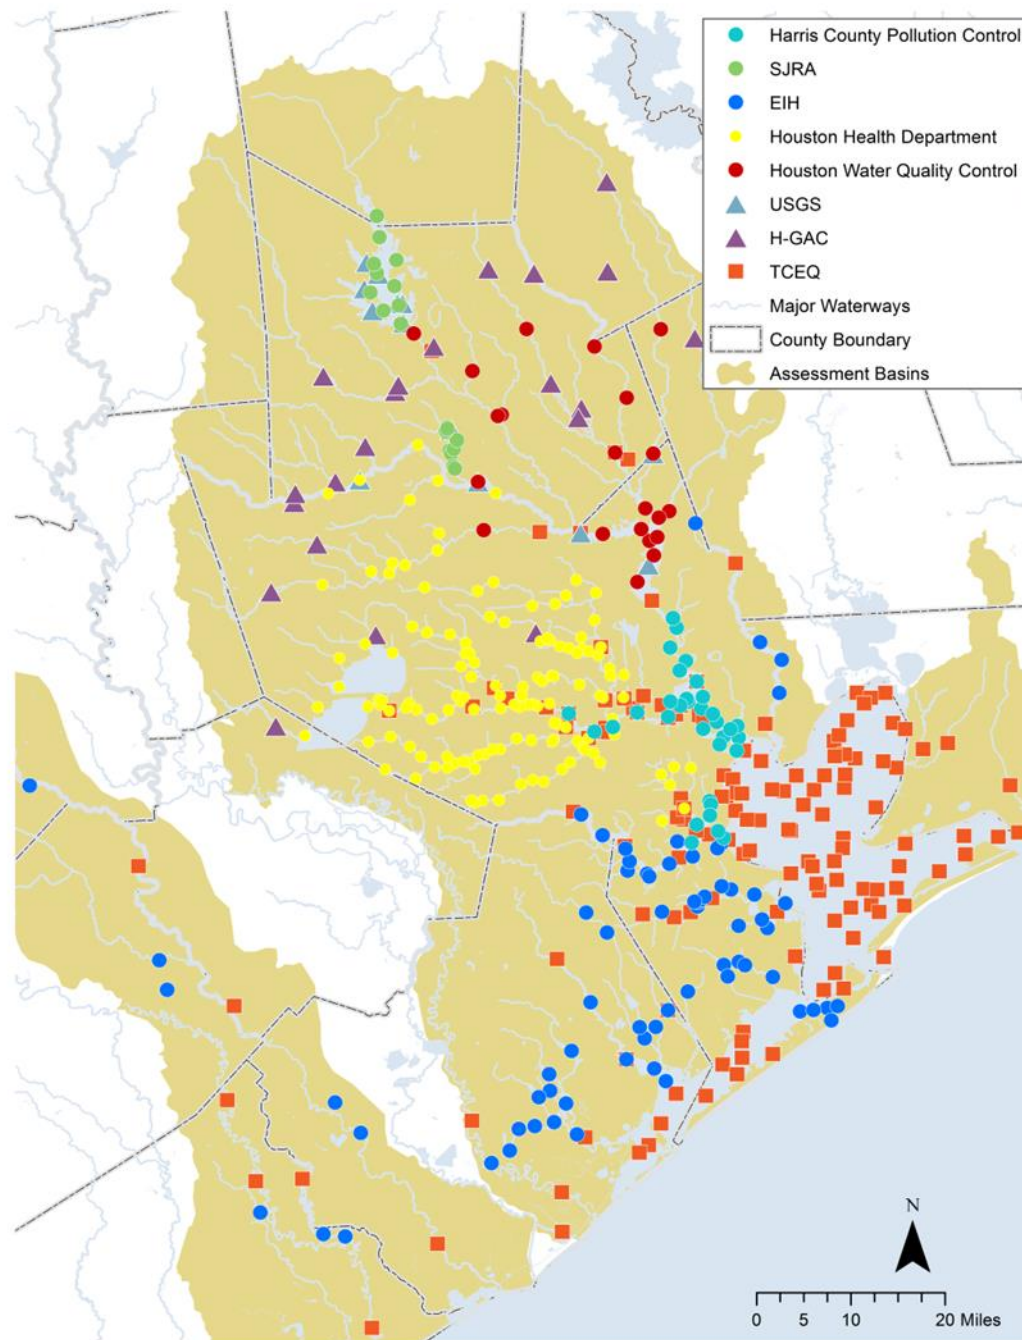 Harris County Pollution Control
SJRA
EIH
Houston Health Department
Houston Water Quality Control
USGS
H-GAC
TCEQ
Major Waterways
County Boundary
Assessment Basins
N
0 5 10 20 Miles